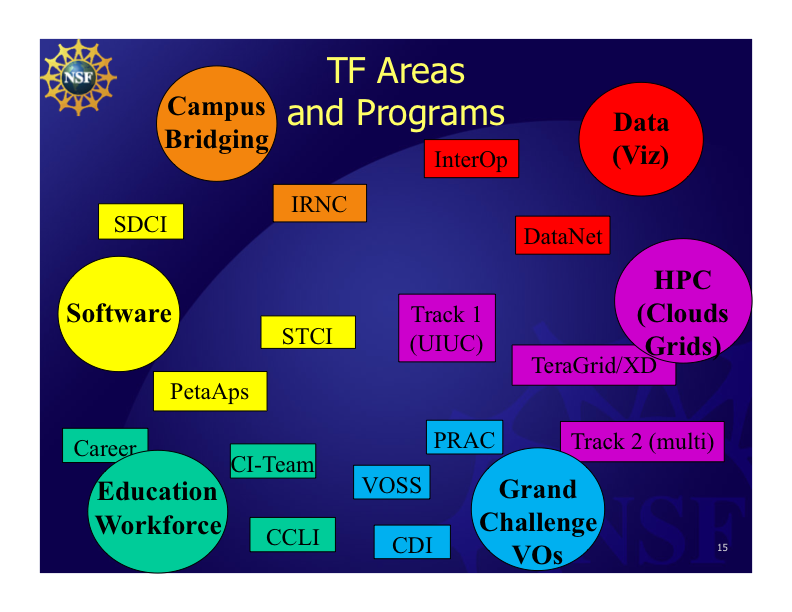 NSF
TF Areas
and Programs
Campus
Bridging
Data
(Viz)
InterOp
IRNC
SDCI
DataNet
HPC
(Clouds
Grids)
Software
Track 1
(UIUC)
STCI
TeraGrid/XD
PetaAps
PRAC
Track 2 (multi)
Career
CI-Team
VOSS
Education
Workforce
Grand
Challenge
VOs
CCLI
CDI
NSF
15